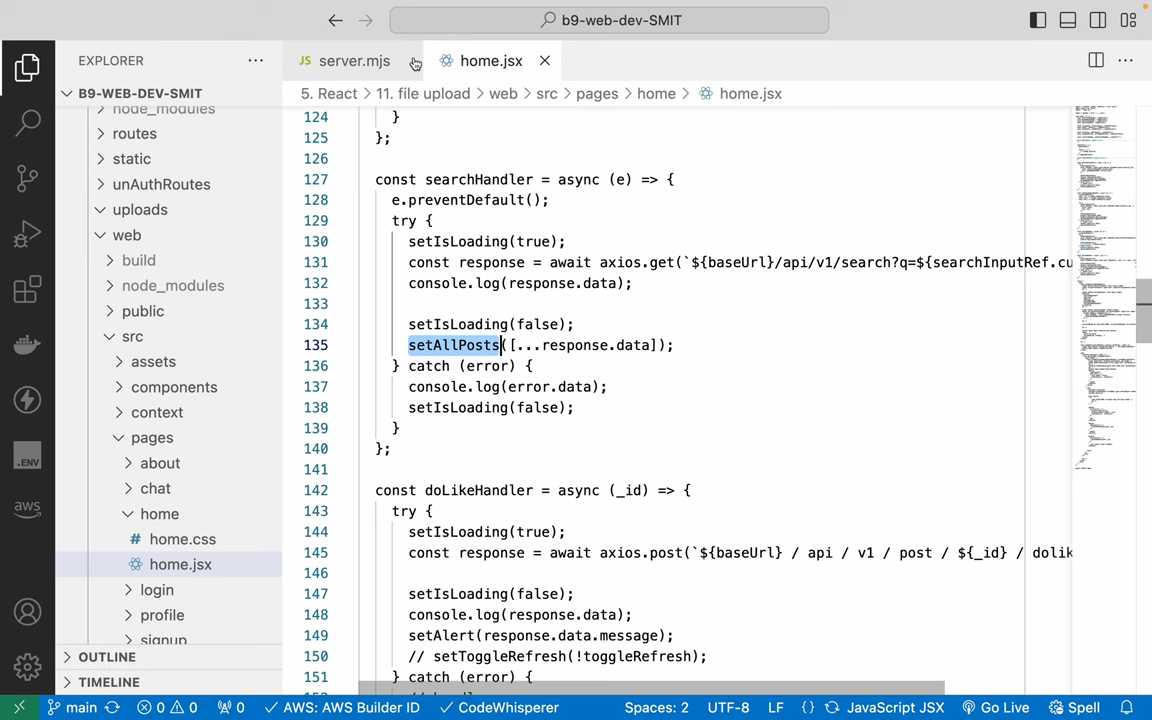 b9-web-dev-SMIT
EXPLORER
B9-WEB-DEV-SMIT
node_modules
routes
static
unAuthRoutes
uploads
web
build
node_modules
public
src
assets
components
context
pages
about
chat
home
# home.css
home.jsx
login
profile
signup
OUTLINE
TIMELINE
.ENV
aws
JS server.mjs
home.jsx
5. React > 11. file upload > web > src > pages > home > home.jsx
124 }
125 };
126
127 const searchHandler = async (e) => {
128 e.preventDefault();
129 try {
130 setIsLoading(true);
131 const response = await axios.get(`${baseUrl}/api/v1/search?q=${searchInputRef.cu
132 console.log(response.data);
133
134 setIsLoading(false);
135 setAllPosts([...response.data]);
136 } catch (error) {
137 console.log(error.data);
138 setIsLoading(false);
139 }
140 };
141
142 const doLikeHandler = async (_id) => {
143 try {
144 setIsLoading(true);
145 const response = await axios.post(`${baseUrl} / api / v1 / post / ${_id} / dolik
146
147 setIsLoading(false);
148 console.log(response.data);
149 setAlert(response.data.message);
150 // setToggleRefresh(!toggleRefresh);
151 } catch (error) {
main 0 0 0 AWS: AWS Builder ID CodeWhisperer Spaces: 2 UTF-8 LF {} JavaScript JSX Go Live Spell